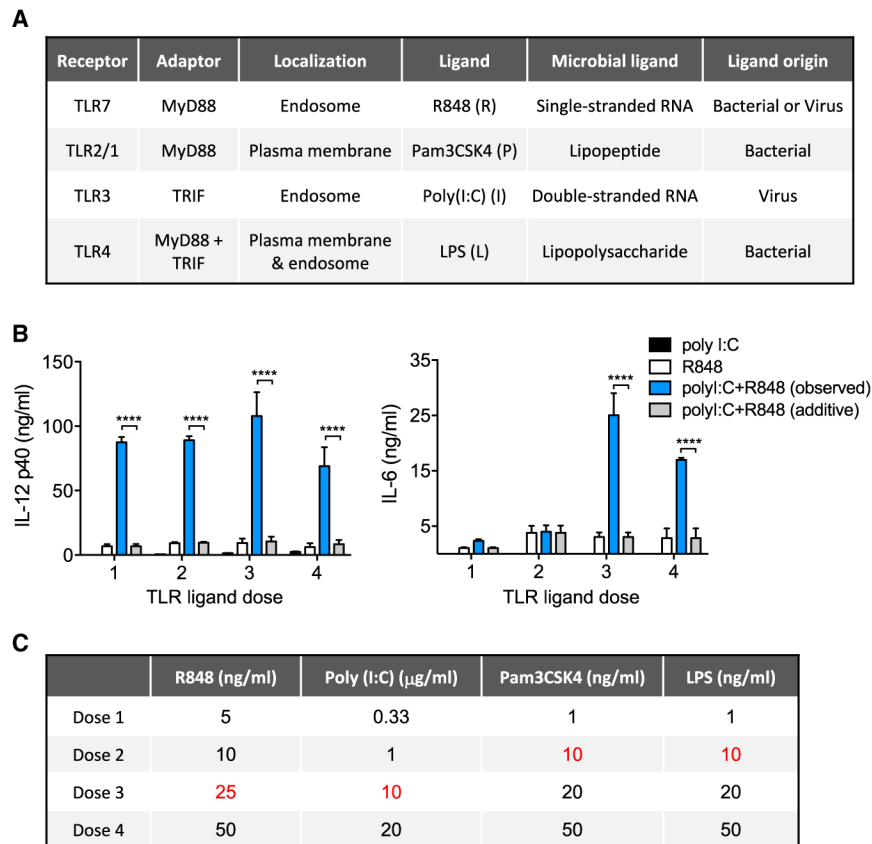 A
Receptor Adaptor Localization Ligand Microbial ligand Ligand origin
TLR7 MyD88 Endosome R848 (R) Single-stranded RNA Bacterial or Virus
TLR2/1 MyD88 Plasma membrane Pam3CSK4 (P) Lipopeptide Bacterial
TLR3 TRIF Endosome Poly(I:C) (I) Double-stranded RNA Virus
TLR4 MyD88 + TRIF Plasma membrane & endosome LPS (L) Lipopolysaccharide Bacterial
B
IL-12 p40 (ng/ml)
150
100
50
0
**** **** **** ****
1 2 3 4
TLR ligand dose
IL-6 (ng/ml)
35
25
15
5
**** ****
1 2 3 4
TLR ligand dose
poly I:C
R848
polyI:C+R848 (observed)
polyI:C+R848 (additive)
C
R848 (ng/ml) Poly (I:C) (μg/ml) Pam3CSK4 (ng/ml) LPS (ng/ml)
Dose 1 5 0.33 1 1
Dose 2 10 1 10 10
Dose 3 25 10 20 20
Dose 4 50 20 50 50